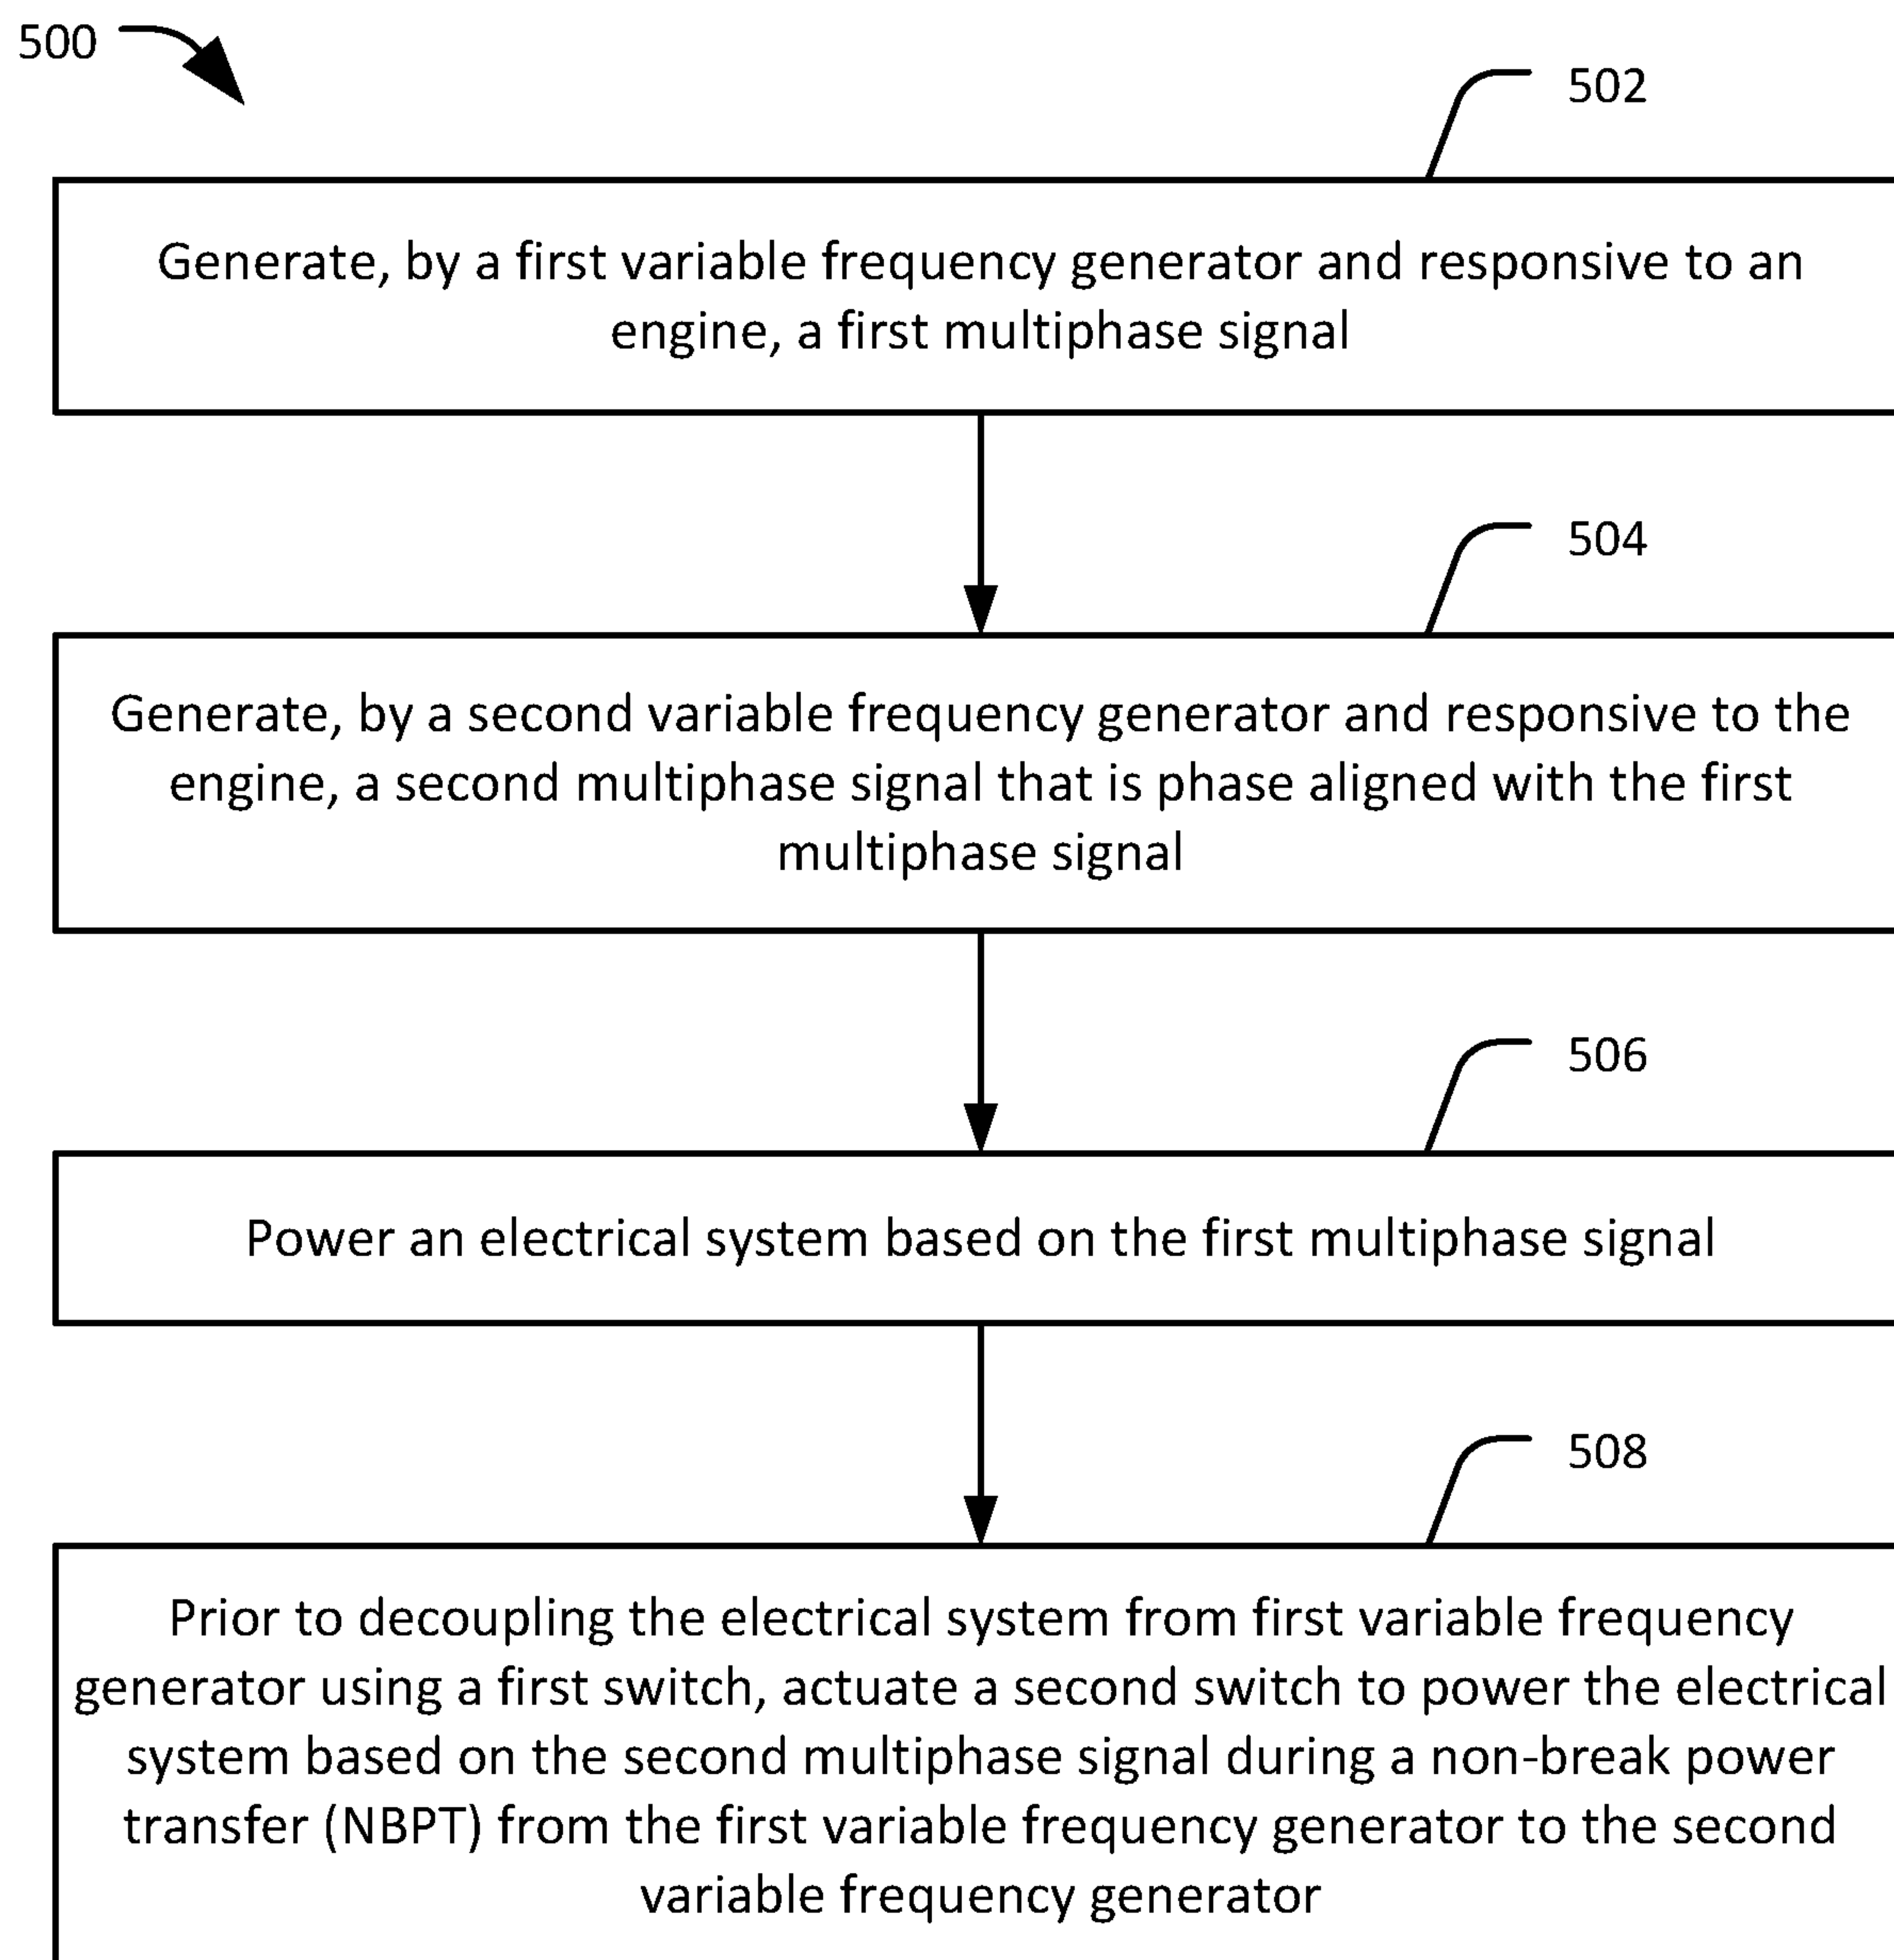 500
502
Generate, by a first variable frequency generator and responsive to an
engine, a first multiphase signal
504
Generate, by a second variable frequency generator and responsive to the
engine, a second multiphase signal that is phase aligned with the first
multiphase signal
506
Power an electrical system based on the first multiphase signal
508
Prior to decoupling the electrical system from first variable frequency
generator using a first switch, actuate a second switch to power the electrical
system based on the second multiphase signal during a non-break power
transfer (NBPT) from the first variable frequency generator to the second
variable frequency generator